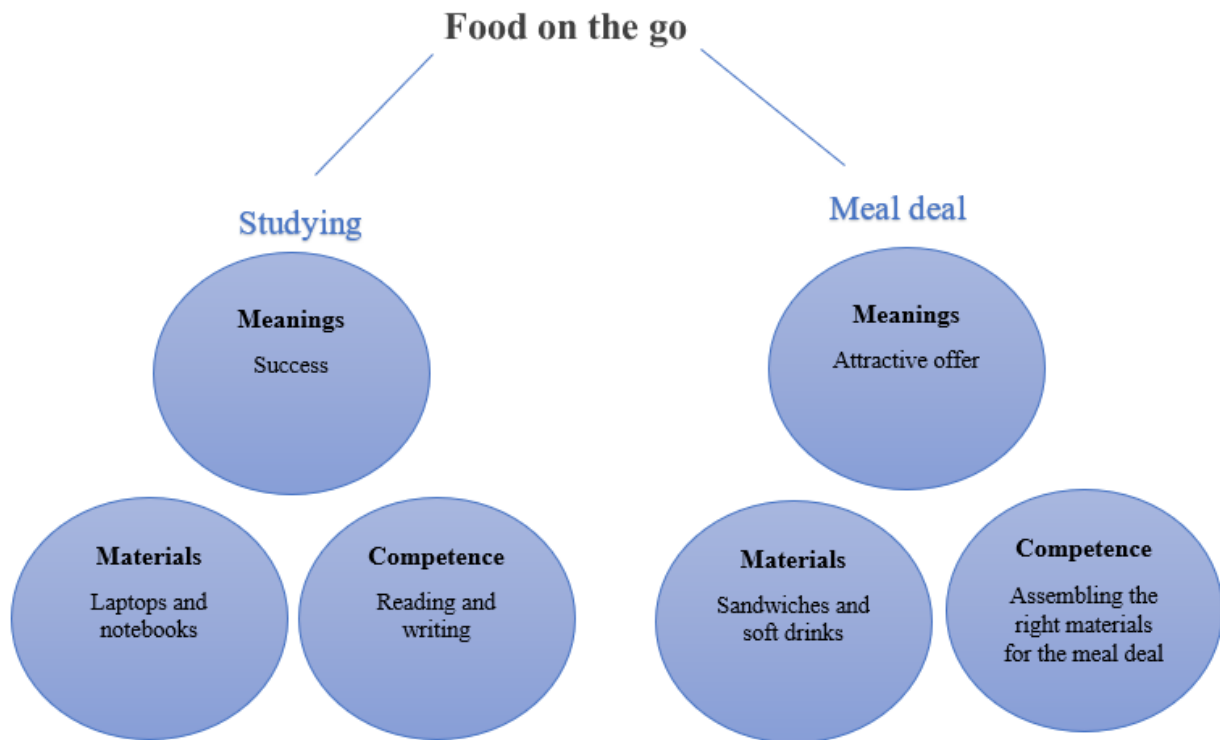 Food on the go
Studying
Meanings
Success
Materials
Laptops and
notebooks
Competence
Reading and
writing
Meal deal
Meanings
Attractive offer
Materials
Sandwiches and
soft drinks
Competence
Assembling the
right materials
for the meal deal